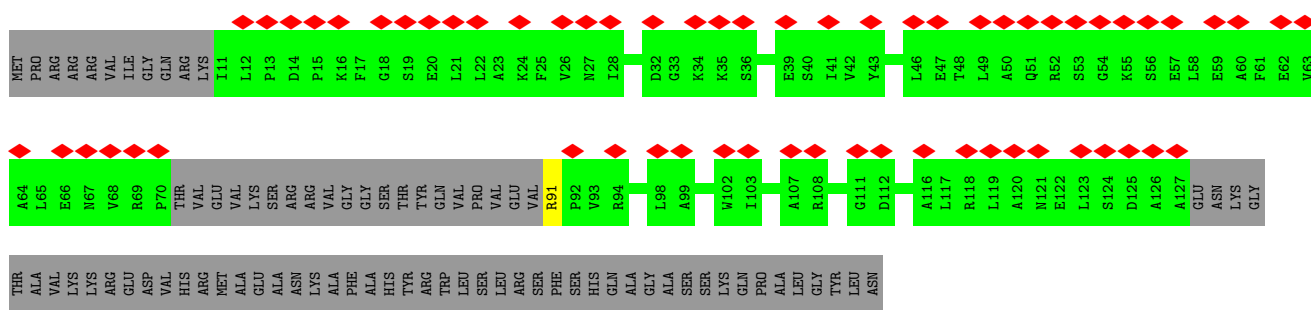 MET PRO ARG ARG ARG VAL ILE GLY GLN ARG LYS I11 L12 P13 D14 P15 K16 F17 G18 S19 E20 L21 L22 A23 K24 F25 V26 N27 I28 D32 G33 K34 K35 S36 E39 S40 I41 V42 Y43 L46 E47 T48 L49 A50 Q51 R52 S53 G54 K55 S56 E57 L58 E59 A60 F61 E62 V63
A64 L65 E66 N67 V68 R69 P70 THR VAL GLU VAL LYS SER ARG ARG VAL GLY GLY SER THR TYR GLN VAL PRO VAL GLU VAL R91 P92 V93 R94 L98 A99 W102 I103 A107 R108 G111 D112 A116 L117 R118 L119 A120 N121 E122 L123 S124 D125 A126 A127 GLU ASN LYS GLY
THR ALA VAL LYS LYS ARG GLU ASP VAL HIS ARG MET ALA GLU ALA ASN LYS ALA PHE ALA HIS TYR ARG TRP LEU SER LEU ARG SER PHE SER HIS GLN ALA GLY ALA SER SER LYS GLN PRO ALA LEU GLY TYR LEU ASN